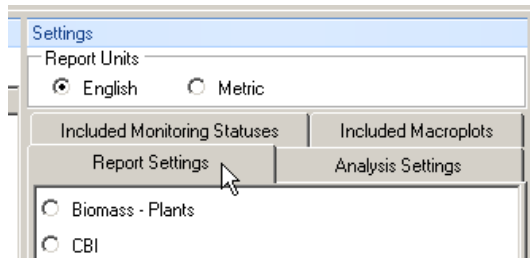 Settings
Report Units
English Metric
Included Monitoring Statuses Included Macroplots
Report Settings Analysis Settings
Biomass - Plants
CBI